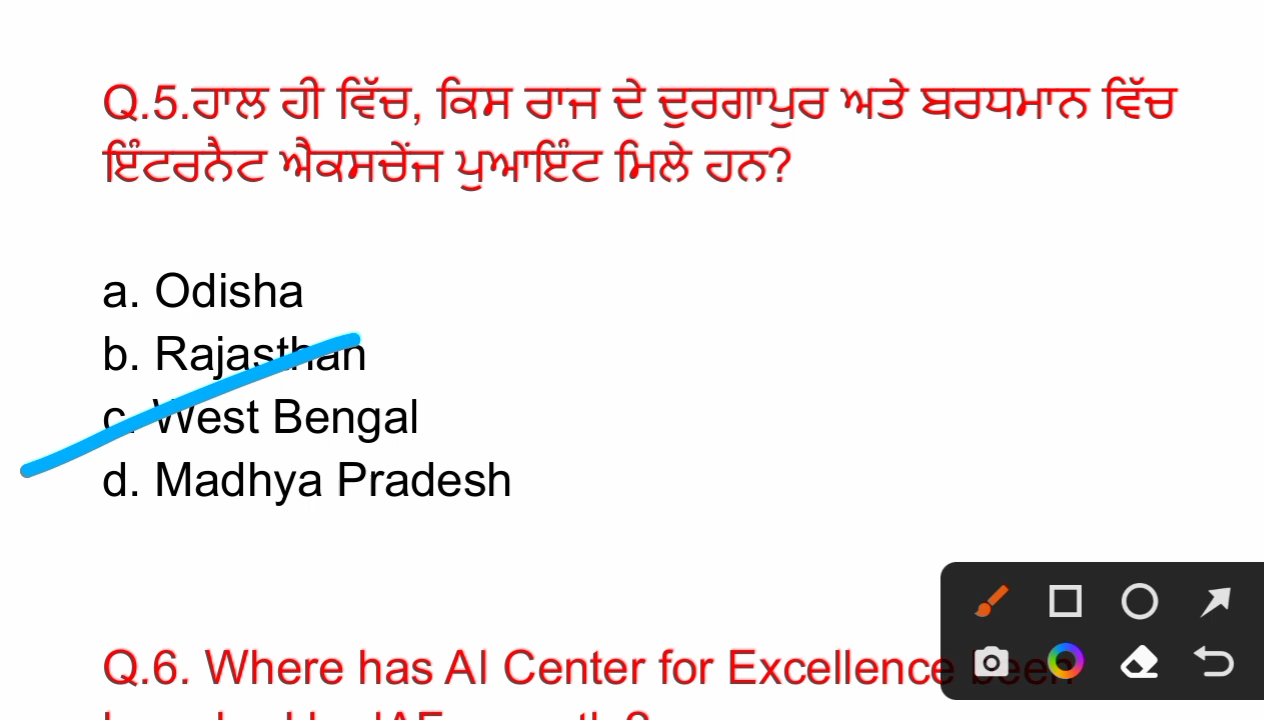 Q.5.ਹਾਲ ਹੀ ਵਿੱਚ, ਕਿਸ ਰਾਜ ਦੇ ਦੁਰਗਾਪੁਰ ਅਤੇ ਬਰਧਮਾਨ ਵਿੱਚ
ਇੰਟਰਨੈਟ ਐਕਸਚੇਂਜ ਪੁਆਇੰਟ ਮਿਲੇ ਹਨ?
a. Odisha
b. Rajasthan
c. West Bengal
d. Madhya Pradesh
Q.6. Where has AI Center for Excellence been